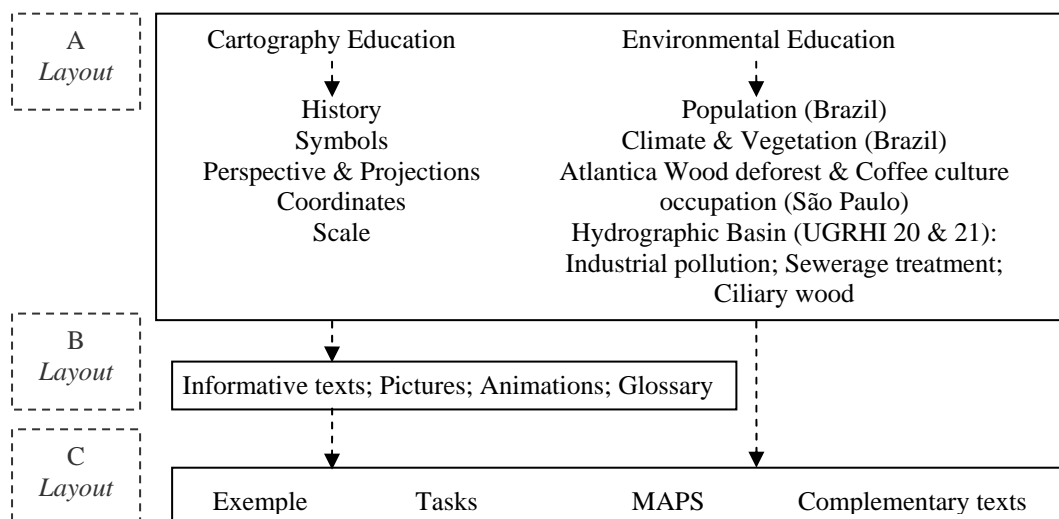 A
Layout
Cartography Education
Environmental Education
History
Symbols
Perspective & Projections
Coordinates
Scale
Population (Brazil)
Climate & Vegetation (Brazil)
Atlantica Wood deforest & Coffee culture
occupation (São Paulo)
Hydrographic Basin (UGRHI 20 & 21):
Industrial pollution; Sewerage treatment;
Ciliary wood
B
Layout
Informative texts; Pictures; Animations; Glossary
C
Layout
Exemple
Tasks
MAPS
Complementary texts